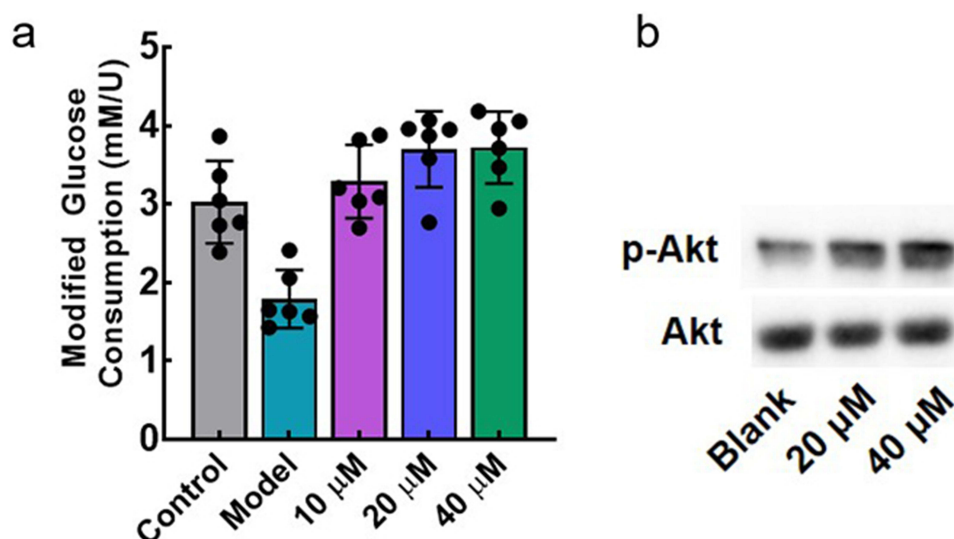 a
Modified Glucose
Consumption (mM/U)
5
4
3
2
1
0
Control
Model
10 μM
20 μM
40 μM
b
p-Akt
Akt
Blank
20 μM
40 μM